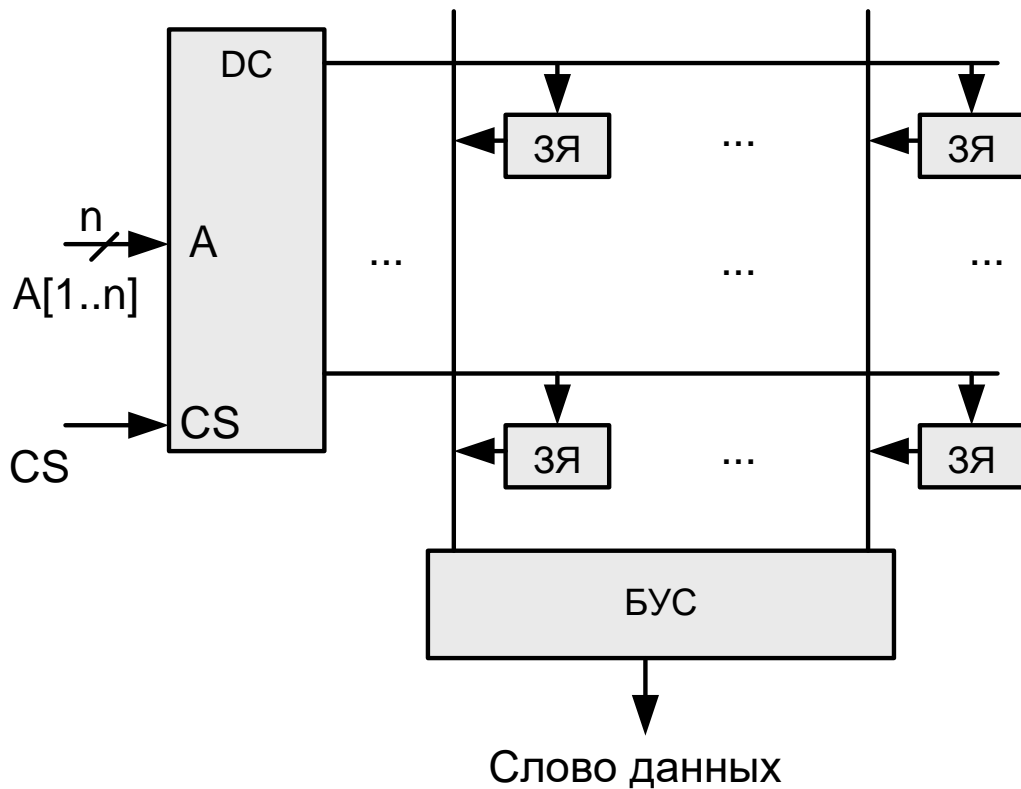 DC
ЗЯ ... ЗЯ
n
A
A[1..n]
... ... ...
CS
CS
ЗЯ ... ЗЯ
БУС
Слово данных